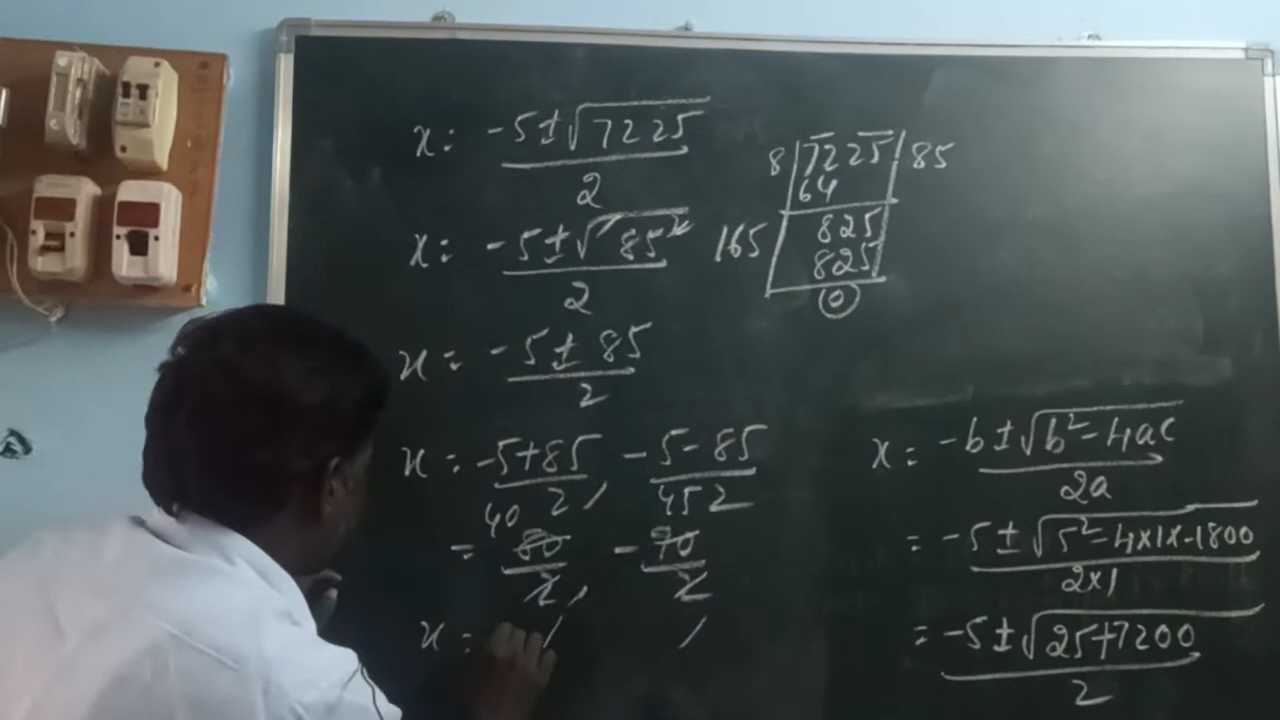 x = -5 ± √7225
2
x = -5 ± √85²
2
x = -5 ± 85
2
x = -5+85 -5-85
2 , 2
40 45
= 80 -90
2 , 2
x =
8 7225 85
64
165 825
825
0
x = -b ± √b²-4ac
2a
= -5 ± √5²-4×1×-1800
2×1
= -5 ± √25+7200
2